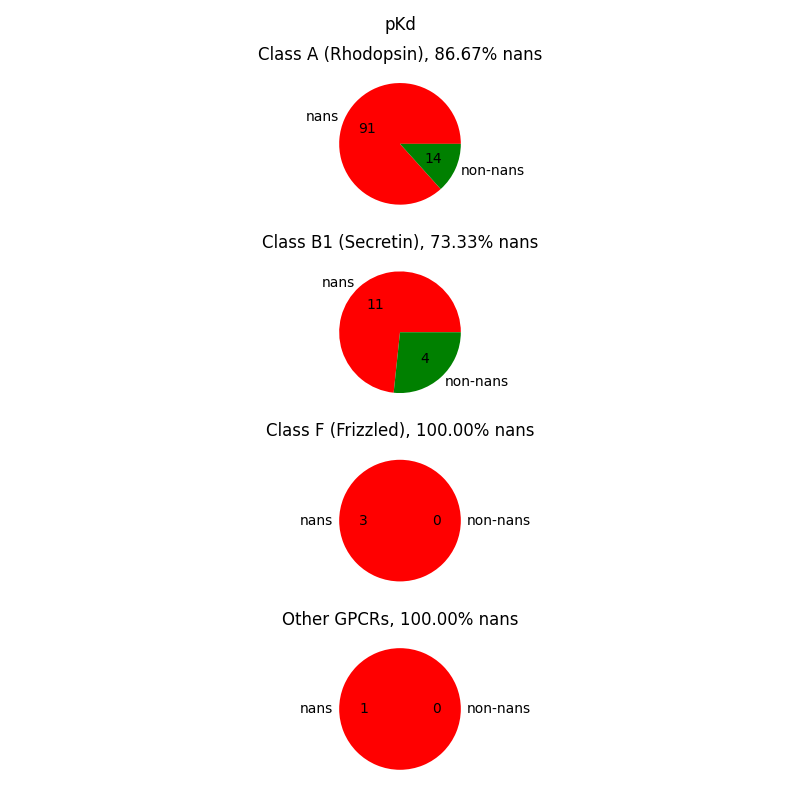 pKd
Class A (Rhodopsin), 86.67% nans
nans
91
14
non-nans
Class B1 (Secretin), 73.33% nans
nans
11
4
non-nans
Class F (Frizzled), 100.00% nans
nans 3 0 non-nans
Other GPCRs, 100.00% nans
nans 1 0 non-nans